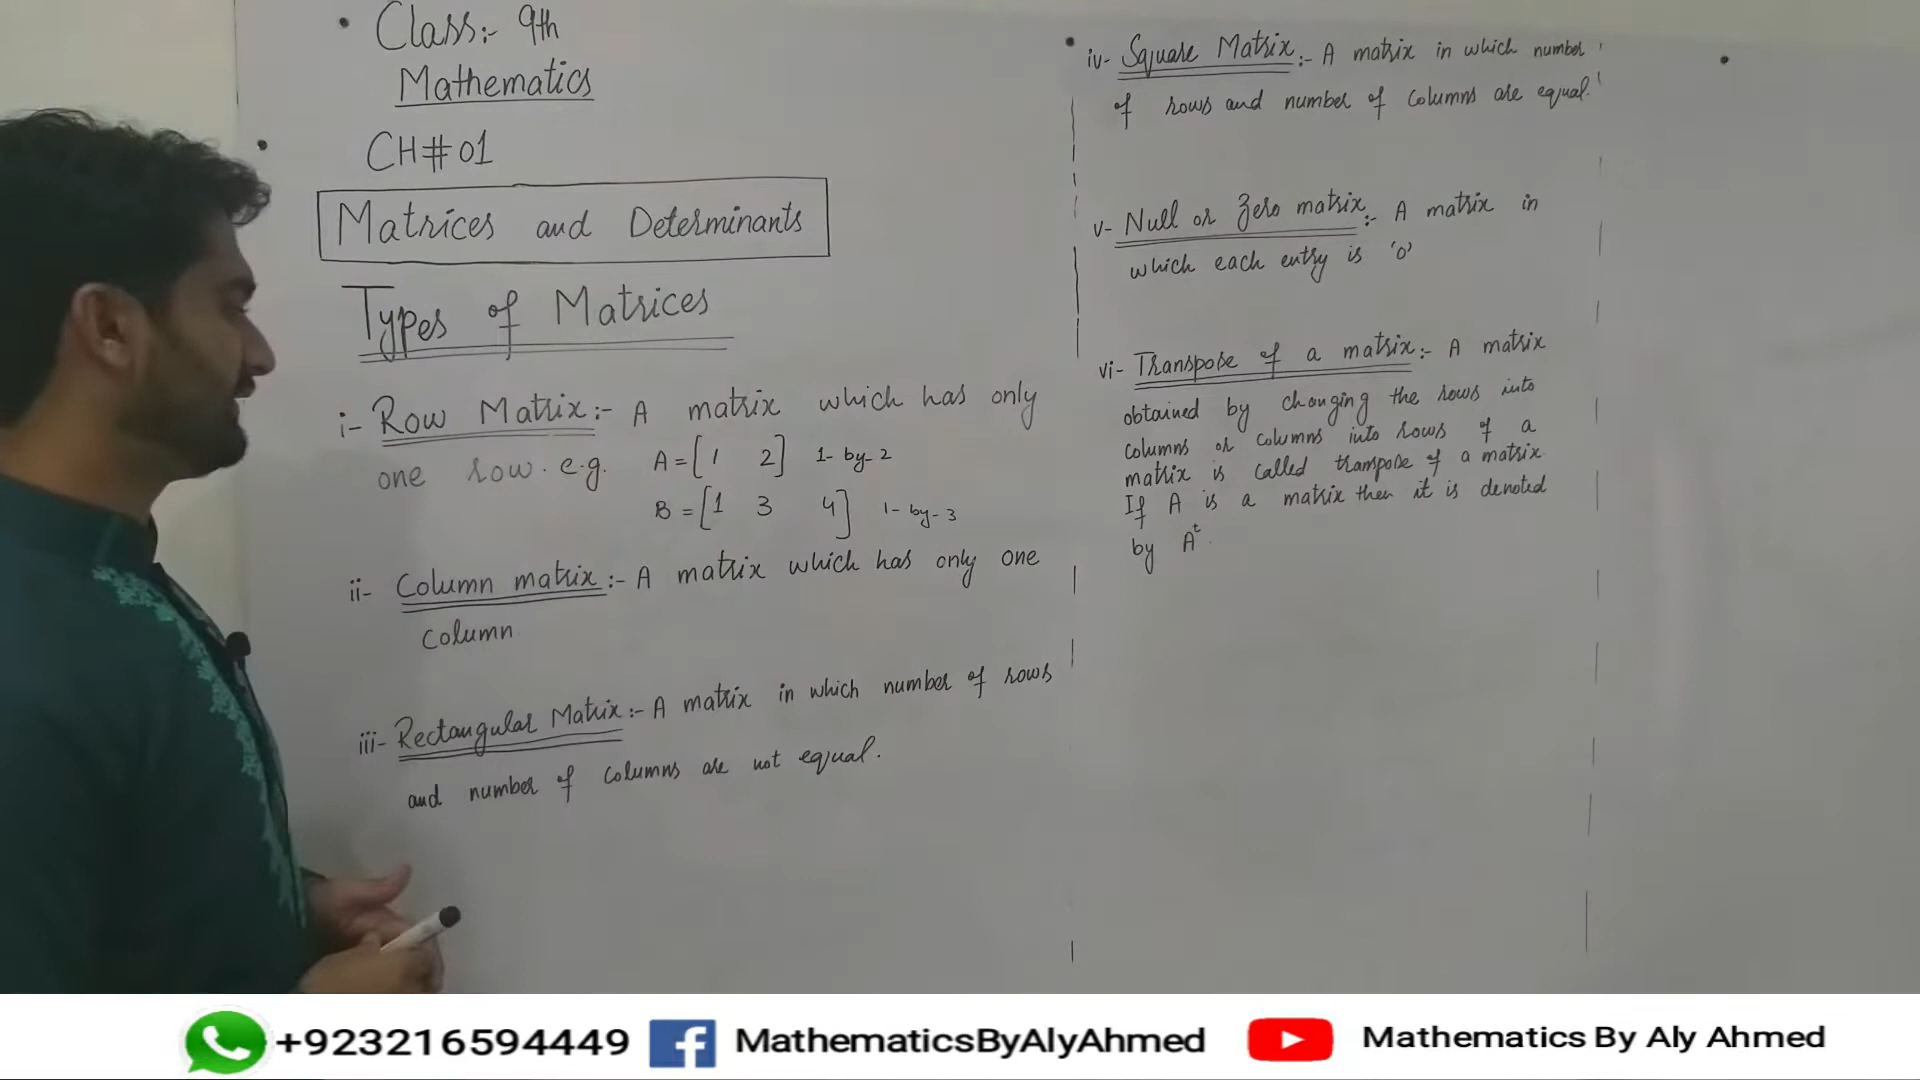 Class:- 9th
Mathematics
CH# 01
Matrices and Determinants
Types of Matrices
i- Row Matrix:- A matrix which has only
one row. e.g. A = [1 2] 1-by-2
B = [1 3 4] 1-by-3
ii- Column matrix:- A matrix which has only one
column
iii- Rectangular Matrix:- A matrix in which number of rows
and number of columns are not equal.
iv- Square Matrix:- A matrix in which number
of rows and number of columns are equal.
v- Null or Zero matrix:- A matrix in
which each entry is '0'
vi- Transpose of a matrix:- A matrix
obtained by changing the rows into
columns or columns into rows of a
matrix is called transpose of a matrix
If A is a matrix then it is denoted
by Aᵗ.
+923216594449 MathematicsByAlyAhmed Mathematics By Aly Ahmed